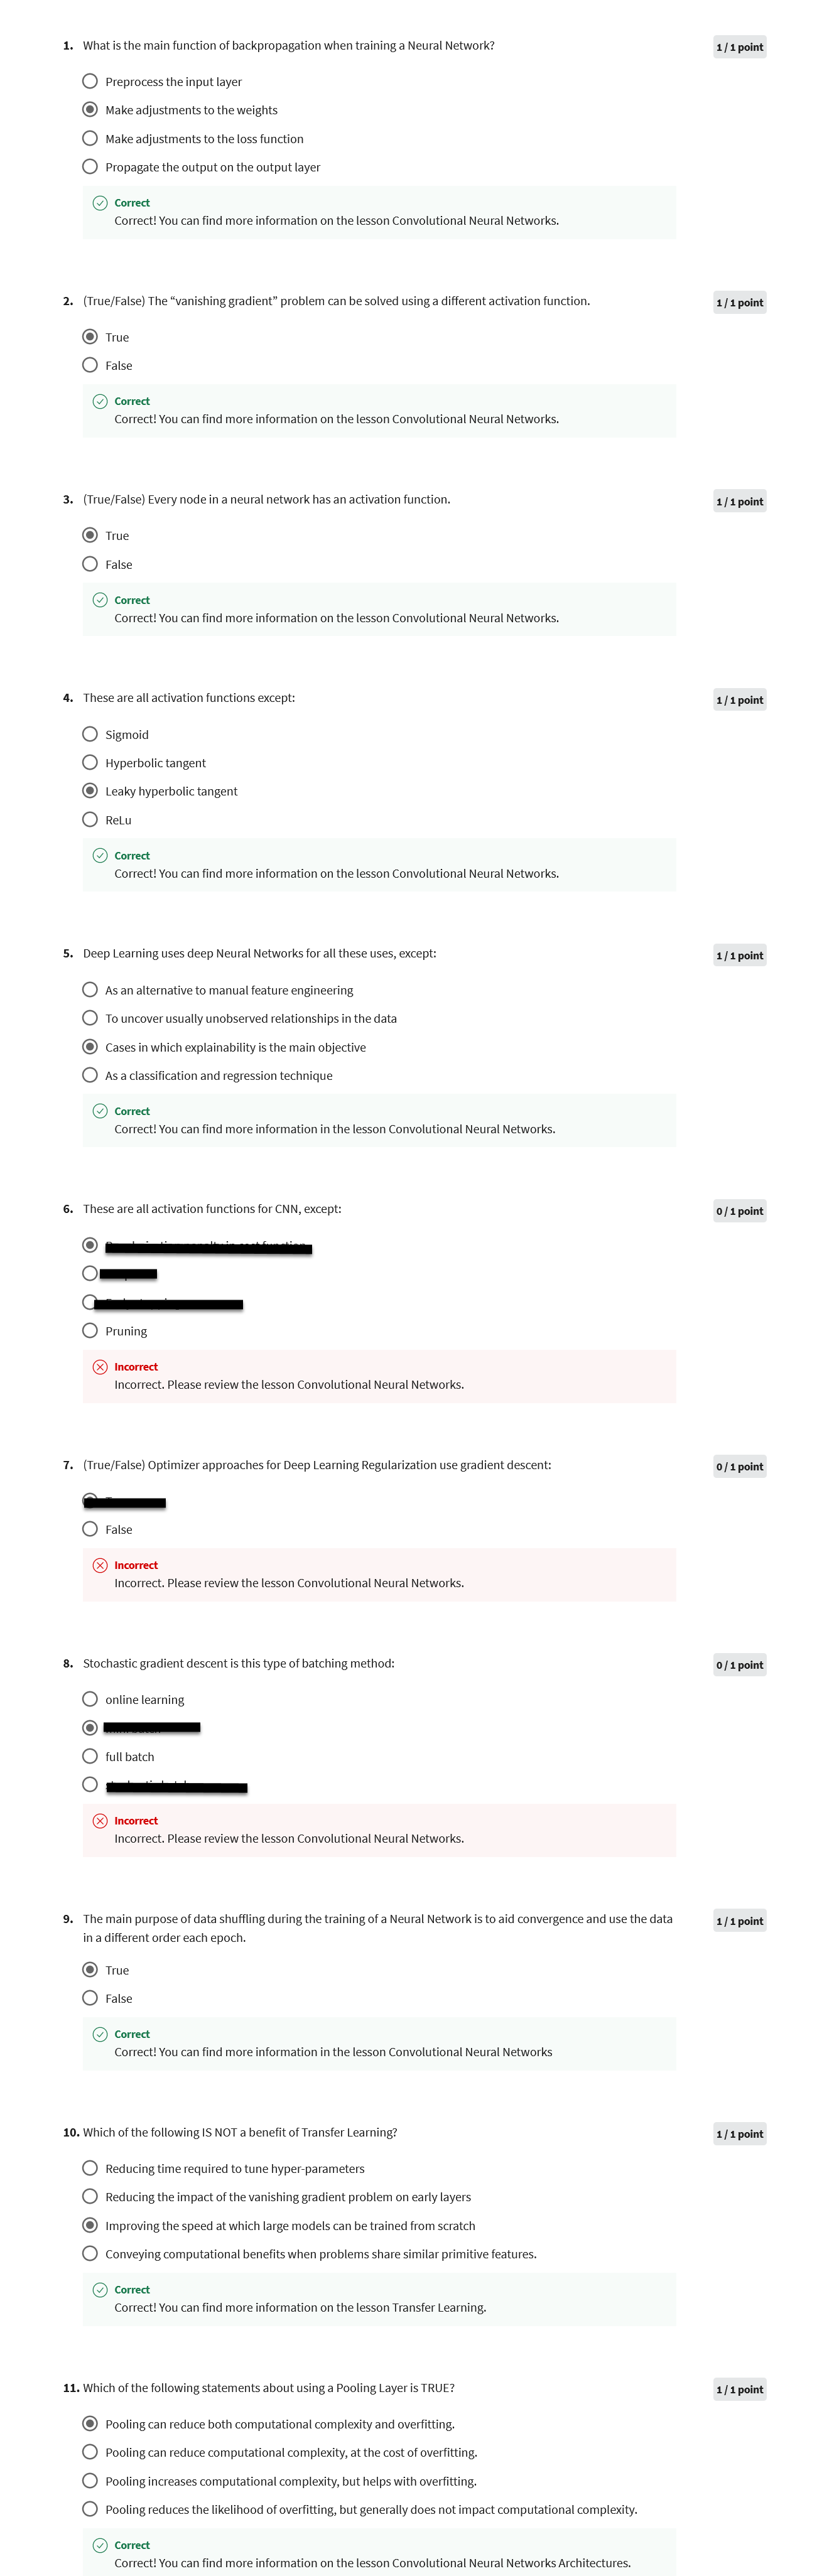 1. What is the main function of backpropagation when training a Neural Network?
1 / 1 point
Preprocess the input layer
Make adjustments to the weights
Make adjustments to the loss function
Propagate the output on the output layer
Correct
Correct! You can find more information on the lesson Convolutional Neural Networks.
2. (True/False) The “vanishing gradient” problem can be solved using a different activation function.
1 / 1 point
True
False
Correct
Correct! You can find more information on the lesson Convolutional Neural Networks.
3. (True/False) Every node in a neural network has an activation function.
1 / 1 point
True
False
Correct
Correct! You can find more information on the lesson Convolutional Neural Networks.
4. These are all activation functions except:
1 / 1 point
Sigmoid
Hyperbolic tangent
Leaky hyperbolic tangent
ReLu
Correct
Correct! You can find more information on the lesson Convolutional Neural Networks.
5. Deep Learning uses deep Neural Networks for all these uses, except:
1 / 1 point
As an alternative to manual feature engineering
To uncover usually unobserved relationships in the data
Cases in which explainability is the main objective
As a classification and regression technique
Correct
Correct! You can find more information in the lesson Convolutional Neural Networks.
6. These are all activation functions for CNN, except:
0 / 1 point
Pruning
Incorrect
Incorrect. Please review the lesson Convolutional Neural Networks.
7. (True/False) Optimizer approaches for Deep Learning Regularization use gradient descent:
0 / 1 point
False
Incorrect
Incorrect. Please review the lesson Convolutional Neural Networks.
8. Stochastic gradient descent is this type of batching method:
0 / 1 point
online learning
full batch
Incorrect
Incorrect. Please review the lesson Convolutional Neural Networks.
9. The main purpose of data shuffling during the training of a Neural Network is to aid convergence and use the data
in a different order each epoch.
1 / 1 point
True
False
Correct
Correct! You can find more information in the lesson Convolutional Neural Networks
10. Which of the following IS NOT a benefit of Transfer Learning?
1 / 1 point
Reducing time required to tune hyper-parameters
Reducing the impact of the vanishing gradient problem on early layers
Improving the speed at which large models can be trained from scratch
Conveying computational benefits when problems share similar primitive features.
Correct
Correct! You can find more information on the lesson Transfer Learning.
11. Which of the following statements about using a Pooling Layer is TRUE?
1 / 1 point
Pooling can reduce both computational complexity and overfitting.
Pooling can reduce computational complexity, at the cost of overfitting.
Pooling increases computational complexity, but helps with overfitting.
Pooling reduces the likelihood of overfitting, but generally does not impact computational complexity.
Correct
Correct! You can find more information on the lesson Convolutional Neural Networks Architectures.